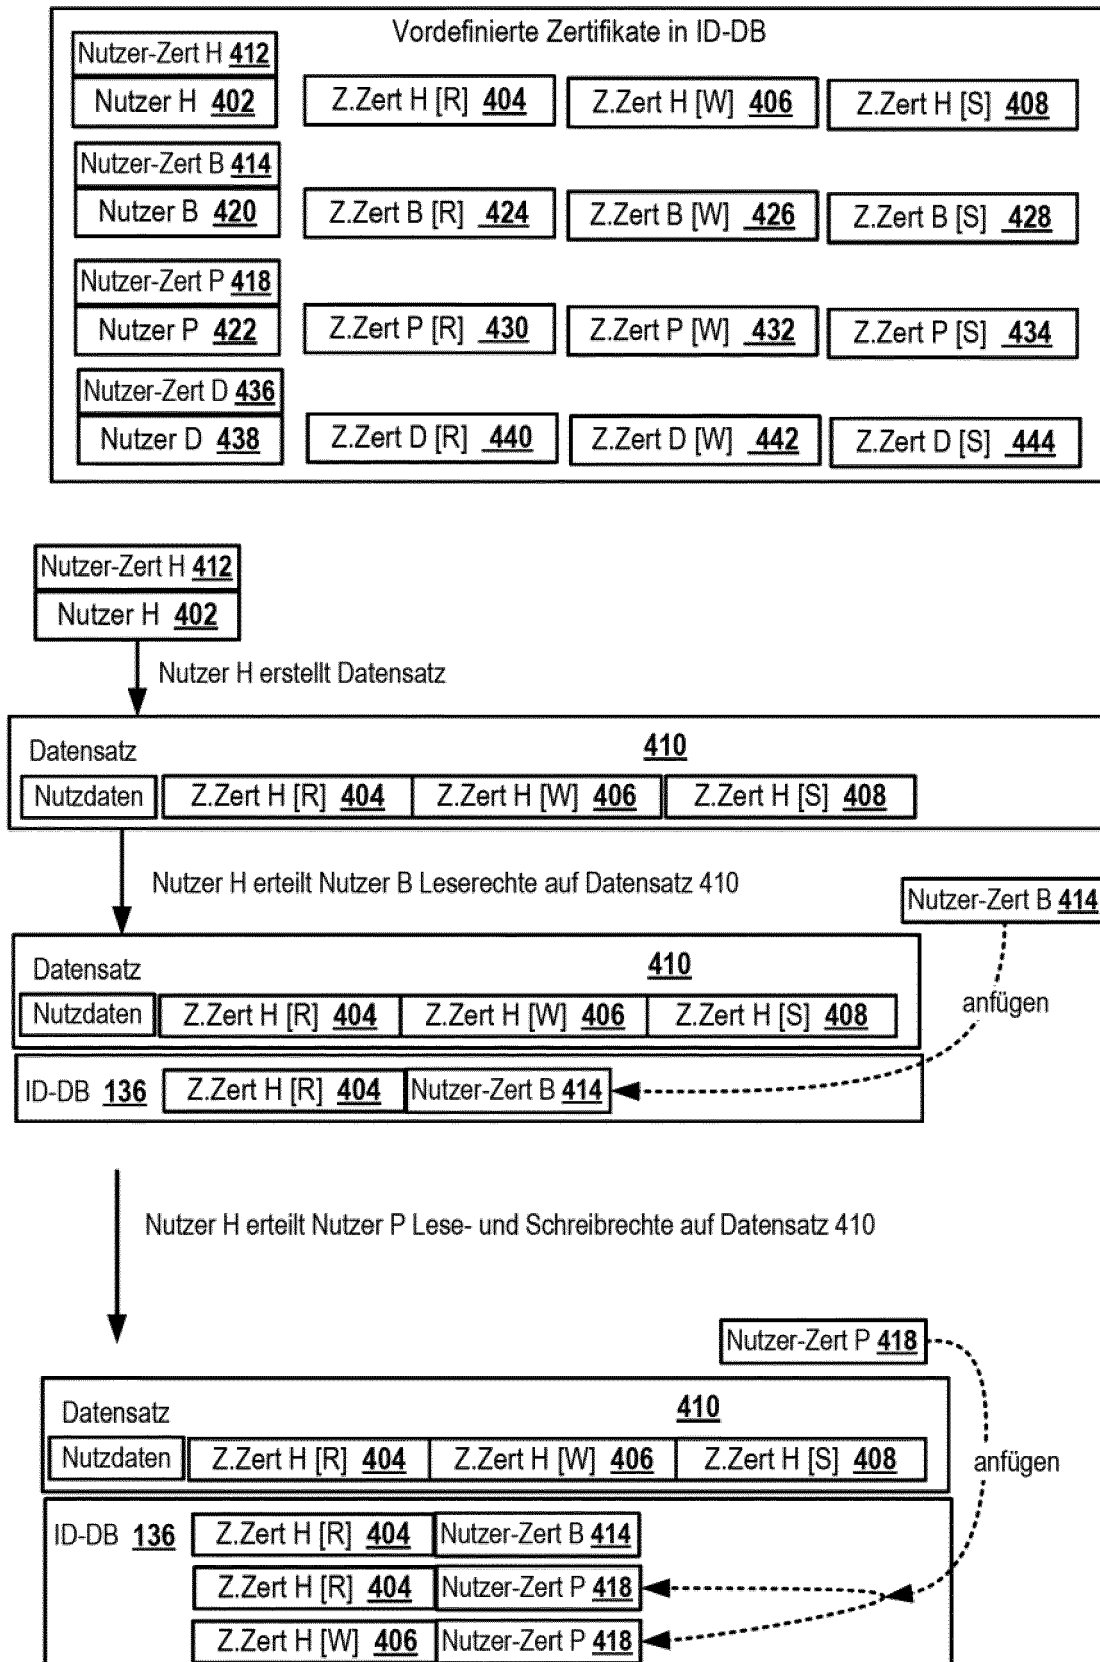 Vordefinierte Zertifikate in ID-DB
Nutzer-Zert H 412
Nutzer H 402 Z.Zert H [R] 404 Z.Zert H [W] 406 Z.Zert H [S] 408
Nutzer-Zert B 414
Nutzer B 420 Z.Zert B [R] 424 Z.Zert B [W] 426 Z.Zert B [S] 428
Nutzer-Zert P 418
Nutzer P 422 Z.Zert P [R] 430 Z.Zert P [W] 432 Z.Zert P [S] 434
Nutzer-Zert D 436
Nutzer D 438 Z.Zert D [R] 440 Z.Zert D [W] 442 Z.Zert D [S] 444
Nutzer-Zert H 412
Nutzer H 402
Nutzer H erstellt Datensatz
Datensatz 410
Nutzdaten Z.Zert H [R] 404 Z.Zert H [W] 406 Z.Zert H [S] 408
Nutzer H erteilt Nutzer B Leserechte auf Datensatz 410
Nutzer-Zert B 414
Datensatz 410
Nutzdaten Z.Zert H [R] 404 Z.Zert H [W] 406 Z.Zert H [S] 408
anfügen
ID-DB 136 Z.Zert H [R] 404 Nutzer-Zert B 414
Nutzer H erteilt Nutzer P Lese- und Schreibrechte auf Datensatz 410
Nutzer-Zert P 418
Datensatz 410
Nutzdaten Z.Zert H [R] 404 Z.Zert H [W] 406 Z.Zert H [S] 408
anfügen
ID-DB 136 Z.Zert H [R] 404 Nutzer-Zert B 414
Z.Zert H [R] 404 Nutzer-Zert P 418
Z.Zert H [W] 406 Nutzer-Zert P 418